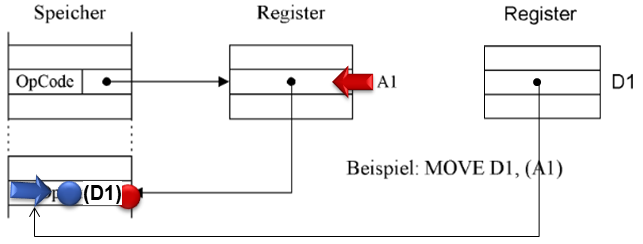 Speicher
Register
Register
OpCode
A1
D1
Beispiel: MOVE D1, (A1)
(D1)